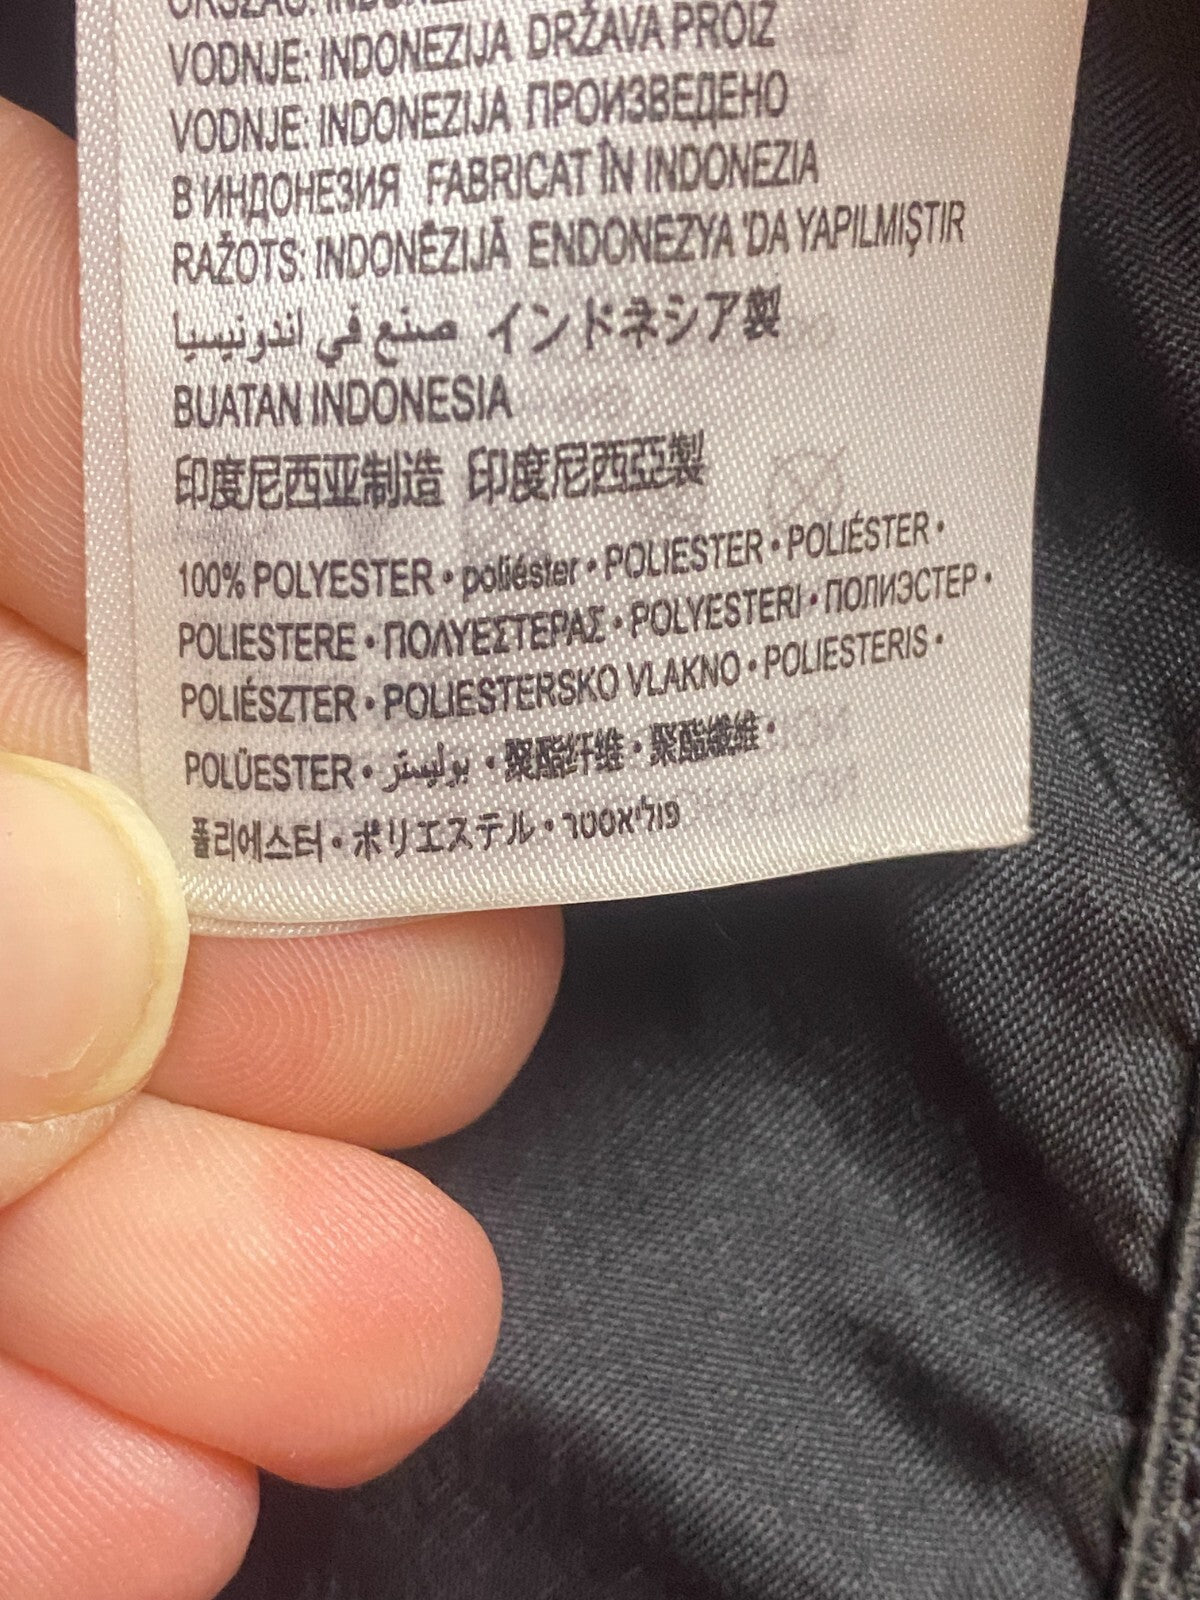 ORSZÁG: INDONEZ
VODNJE: INDONEZIJA DRŽAVA PROIZ
VODNJE: INDONEZIJA ПРОИЗВЕДЕНО
В ИНДОНЕЗИЯ FABRICAT ÎN INDONEZIA
RAŽOTS: INDONĒZIJĀ ENDONEZYA 'DA YAPILMIŞTIR
صنع في اندونيسيا インドネシア製
BUATAN INDONESIA
印度尼西亚制造 印度尼西亞製
100% POLYESTER • poliéster • POLIESTER • POLIÉSTER •
POLIESTERE • ΠΟΛΥΕΣΤΕΡΑΣ • POLYESTERI • ПОЛИЭСТЕР •
POLIÉSZTER • POLIESTERSKO VLAKNO • POLIESTERIS •
POLÜESTER • بوليستر • 聚酯纤维 • 聚酯纖維 •
폴리에스터 • ポリエステル • פוליאסטר